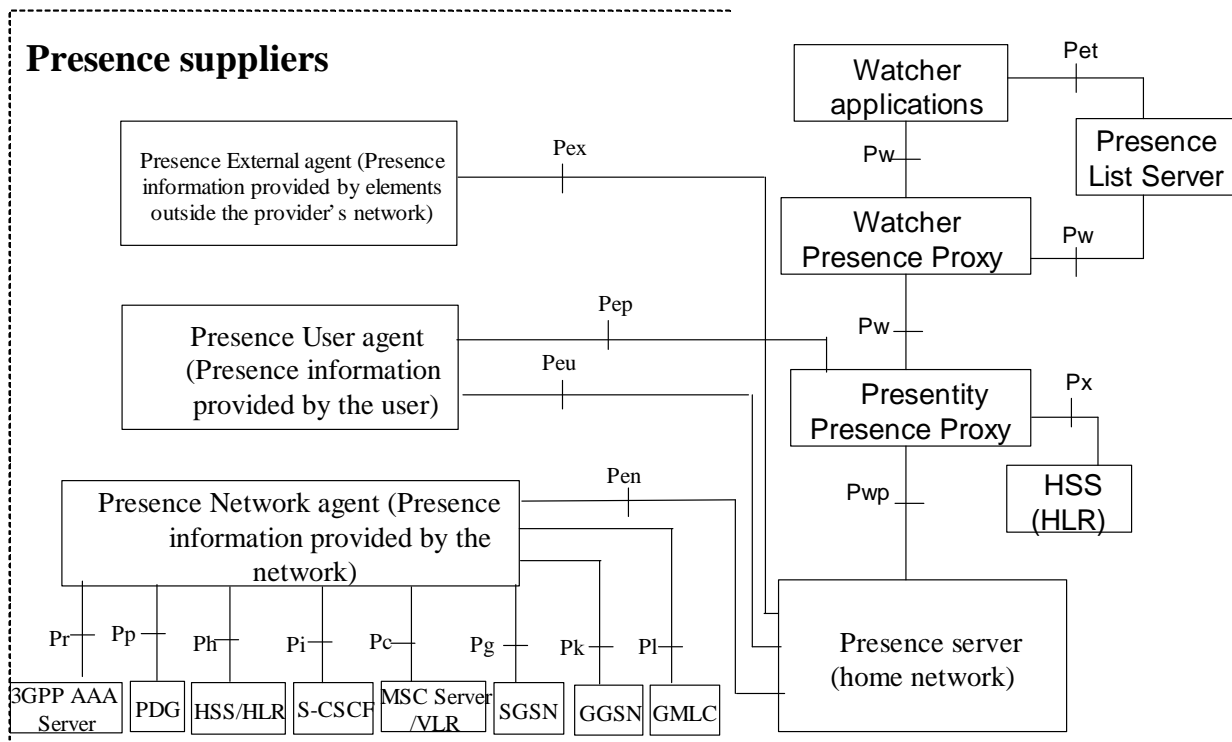 Presence suppliers
Presence External agent (Presence
information provided by elements
outside the provider's network)
Pex
Watcher
applications
Pet
Presence
List Server
Pw
Watcher
Presence Proxy
Pw
Presence User agent
(Presence information
provided by the user)
Pep
Peu
Pw
Presentity
Presence Proxy
Px
HSS
(HLR)
Presence Network agent (Presence
information provided by the
network)
Pen
Pwp
Pr
Pp
Ph
Pi
Pc
Pg
Pk
Pl
Presence server
(home network)
3GPP AAA
Server
PDG
HSS/HLR
S-CSCF
MSC Server
/VLR
SGSN
GGSN
GMLC